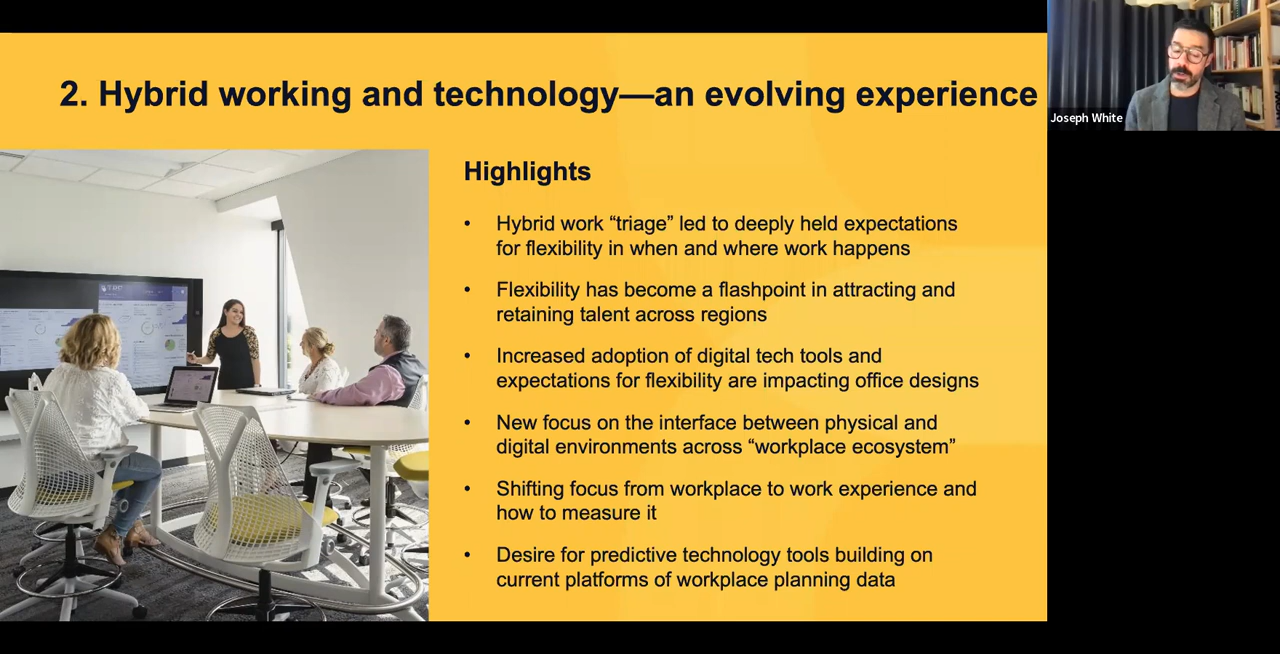 2. Hybrid working and technology—an evolving experience
Joseph White
Highlights
• Hybrid work “triage” led to deeply held expectations
for flexibility in when and where work happens
• Flexibility has become a flashpoint in attracting and
retaining talent across regions
• Increased adoption of digital tech tools and
expectations for flexibility are impacting office designs
• New focus on the interface between physical and
digital environments across “workplace ecosystem”
• Shifting focus from workplace to work experience and
how to measure it
• Desire for predictive technology tools building on
current platforms of workplace planning data